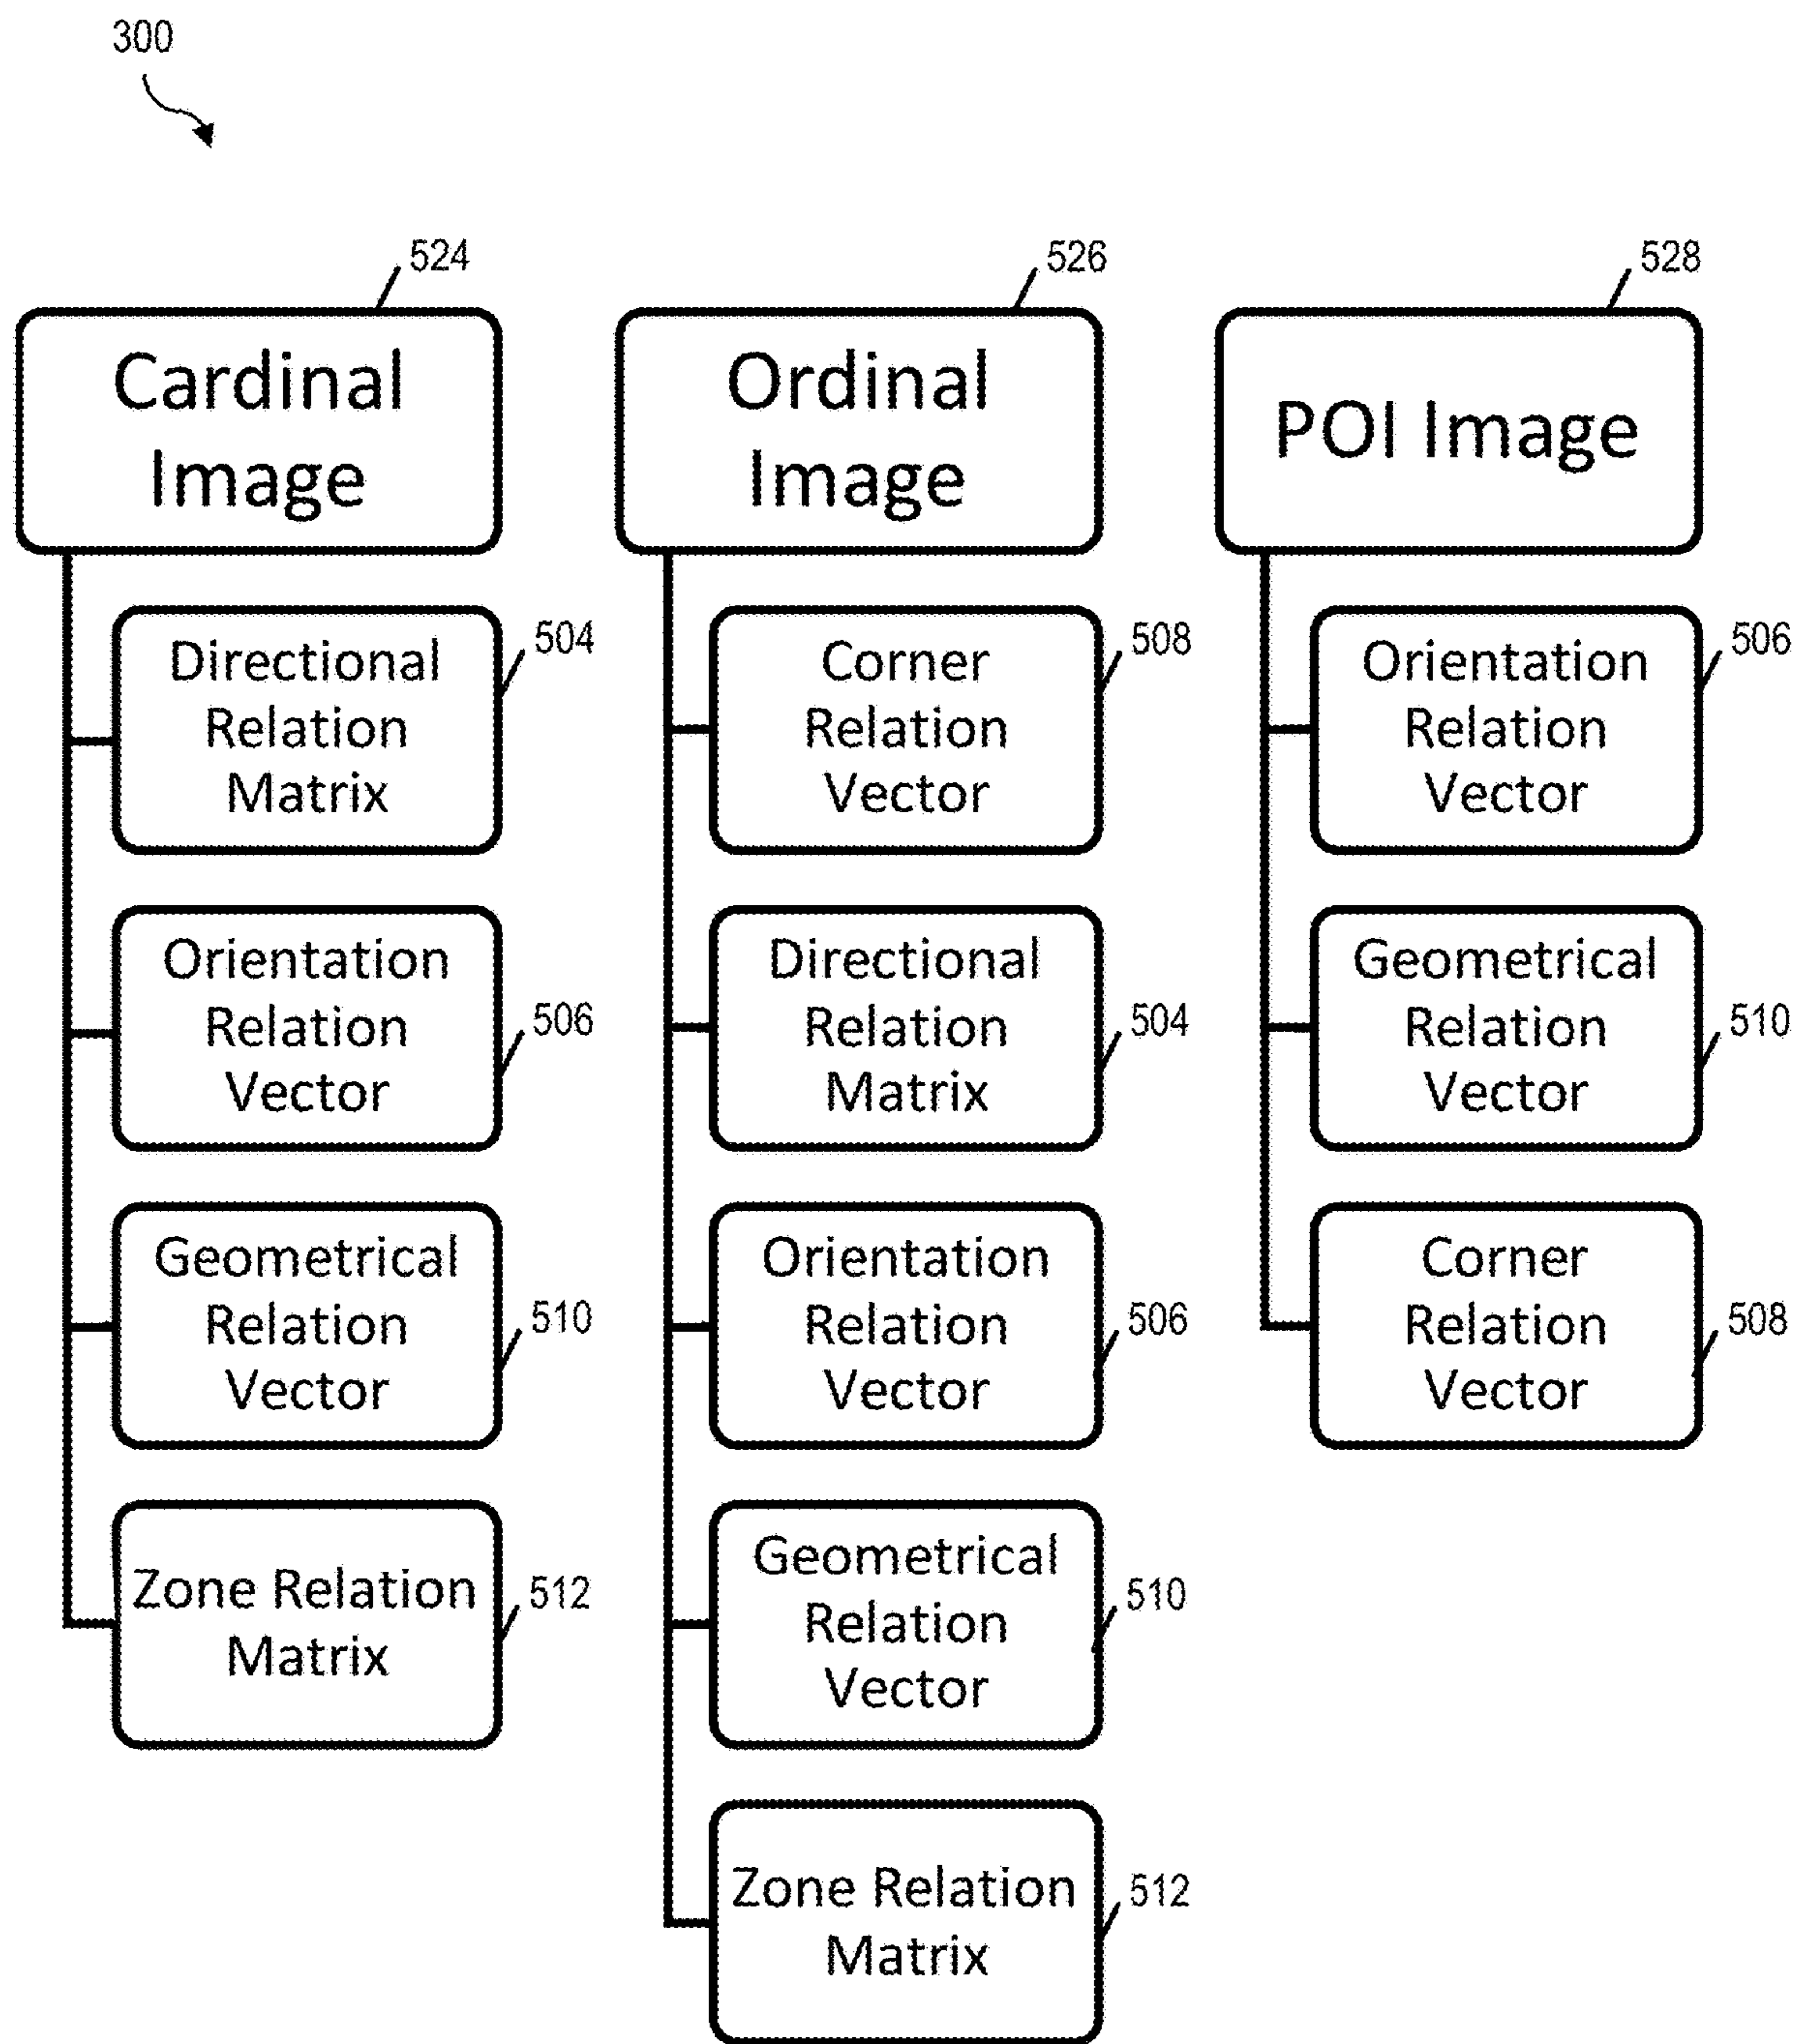 300
524
Cardinal
Image
504
Directional
Relation
Matrix
506
Orientation
Relation
Vector
510
Geometrical
Relation
Vector
512
Zone Relation
Matrix
526
Ordinal
Image
508
Corner
Relation
Vector
504
Directional
Relation
Matrix
506
Orientation
Relation
Vector
510
Geometrical
Relation
Vector
512
Zone Relation
Matrix
528
POI Image
506
Orientation
Relation
Vector
510
Geometrical
Relation
Vector
508
Corner
Relation
Vector